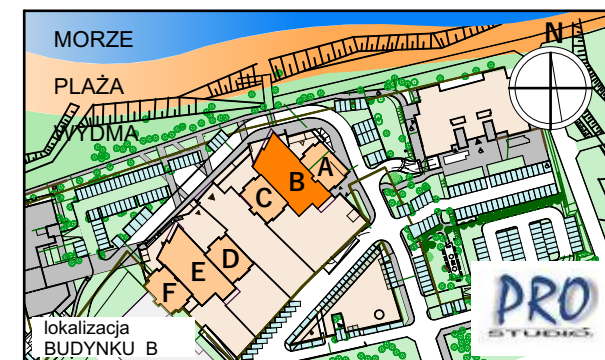 MORZE
N
PLAŻA
WYDMA
A
B
C
D
E
F
lokalizacja
BUDYNKU B
PRO
STUDIO